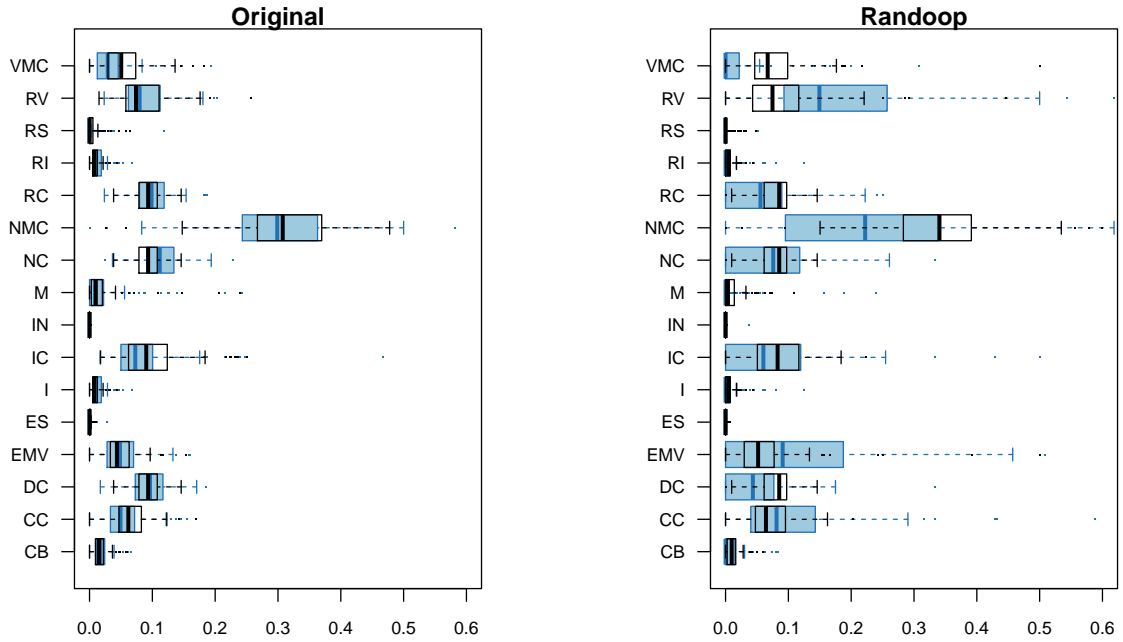 Original
VMC
RV
RS
RI
RC
NMC
NC
M
IN
IC
I
ES
EMV
DC
CC
CB
0.0 0.1 0.2 0.3 0.4 0.5 0.6
Randoop
VMC
RV
RS
RI
RC
NMC
NC
M
IN
IC
I
ES
EMV
DC
CC
CB
0.0 0.1 0.2 0.3 0.4 0.5 0.6